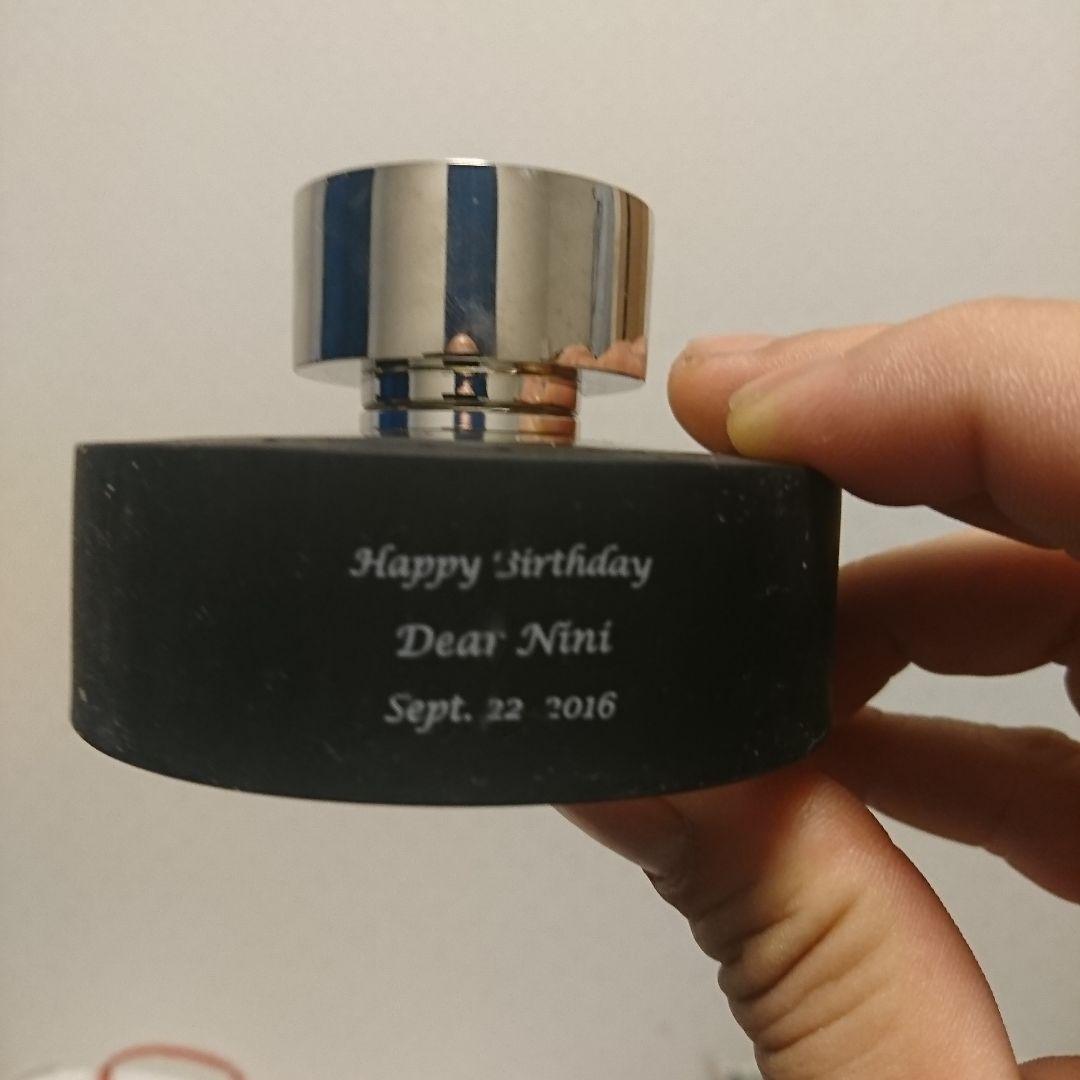 Happy Birthday
Dear Nini
Sept. 22 2016